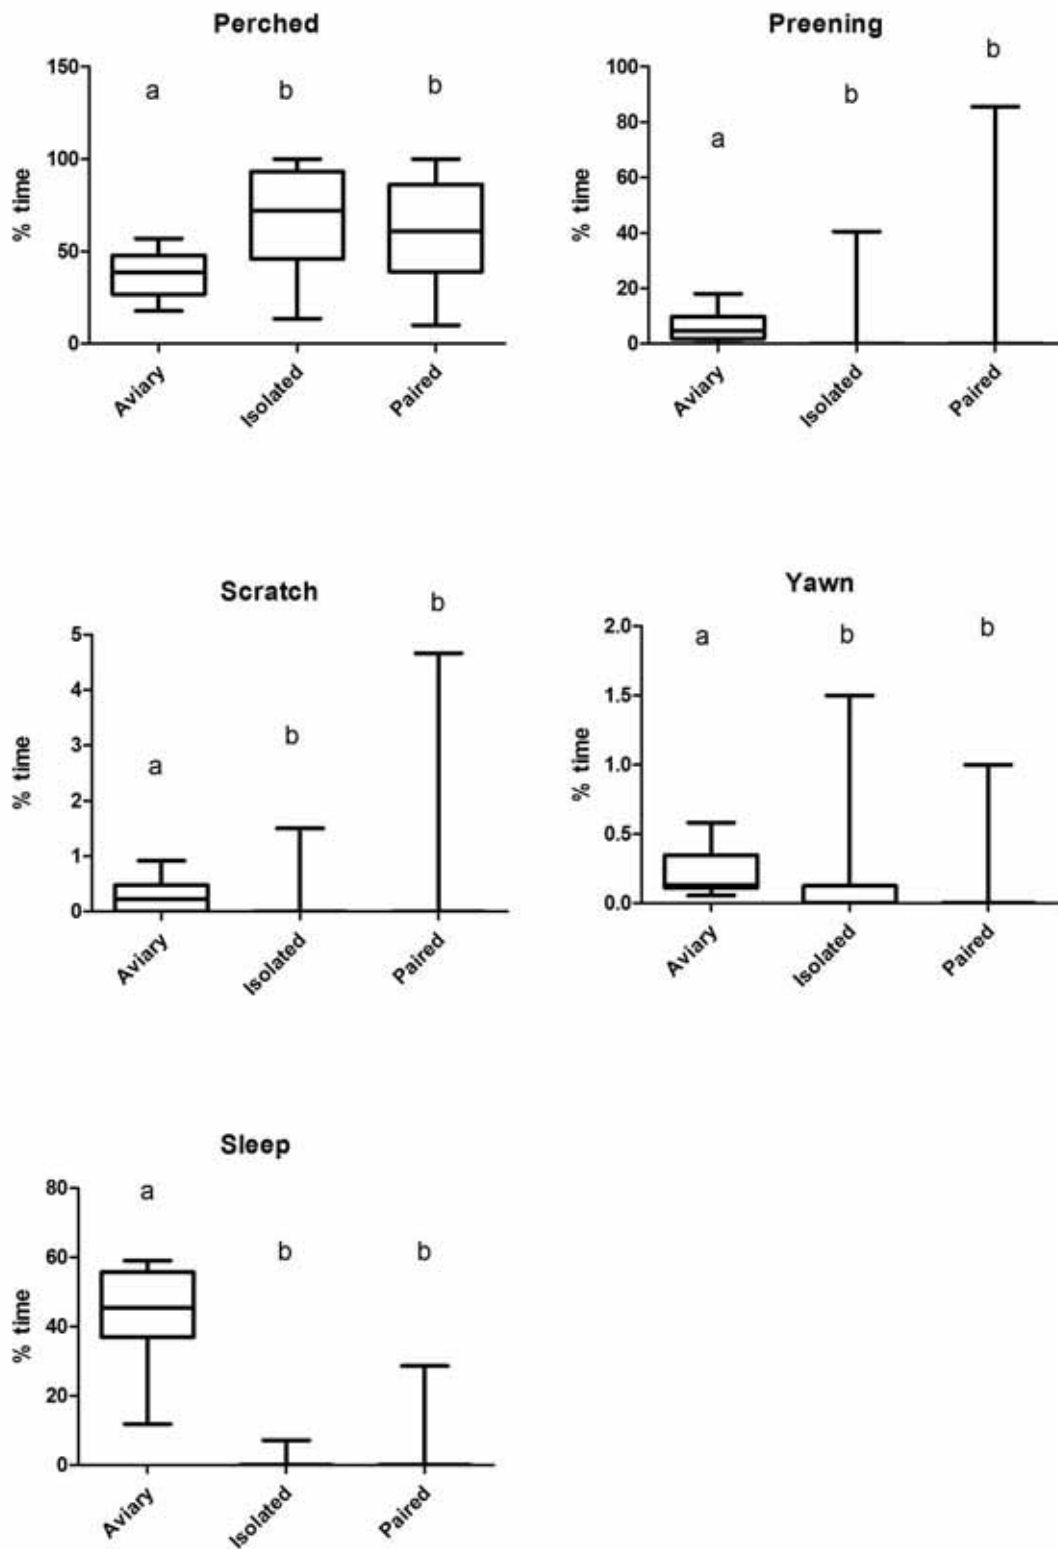 Perched
150
100
50
0
% time
a
b
b
Aviary
Isolated
Paired
Preening
100
80
60
40
20
0
% time
a
b
b
Aviary
Isolated
Paired
Scratch
5
4
3
2
1
0
% time
a
b
b
Aviary
Isolated
Paired
Yawn
2.0
1.5
1.0
0.5
0.0
% time
a
b
b
Aviary
Isolated
Paired
Sleep
80
60
40
20
0
% time
a
b
b
Aviary
Isolated
Paired